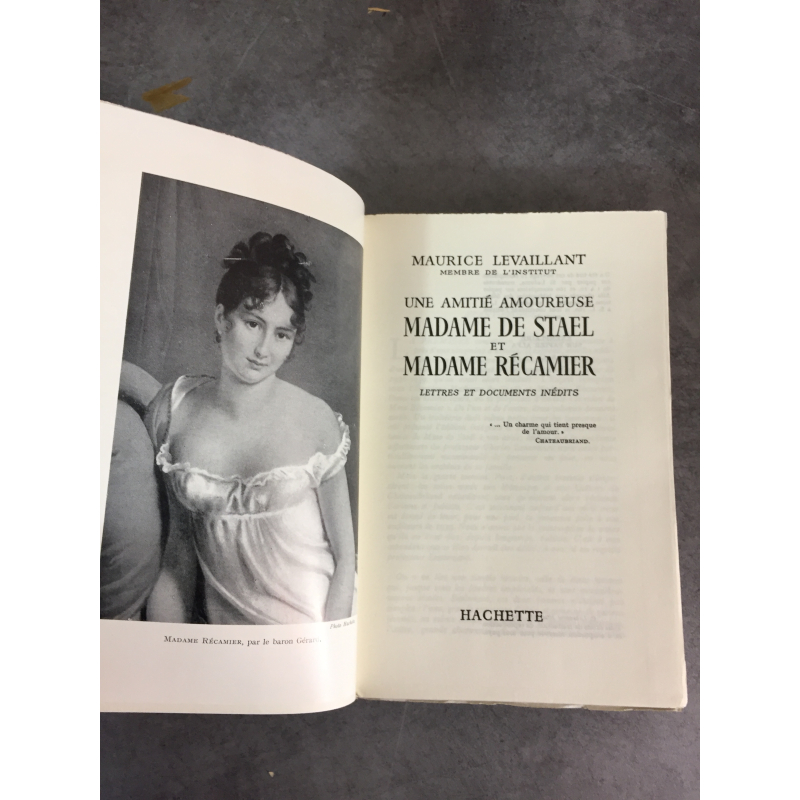 MADAME RÉCAMIER, par le baron
Photo
MAURICE LEVAILLANT
MEMBRE DE L'INSTITUT
UNE AMITIÉ AMOUREUSE
MADAME DE STAEL
ET
MADAME RÉCAMIER
LETTRES ET DOCUMENTS INÉDITS
« ... Un charme qui tient presque
de l'amour. »
CHATEAUBRIAND.
HACHETTE